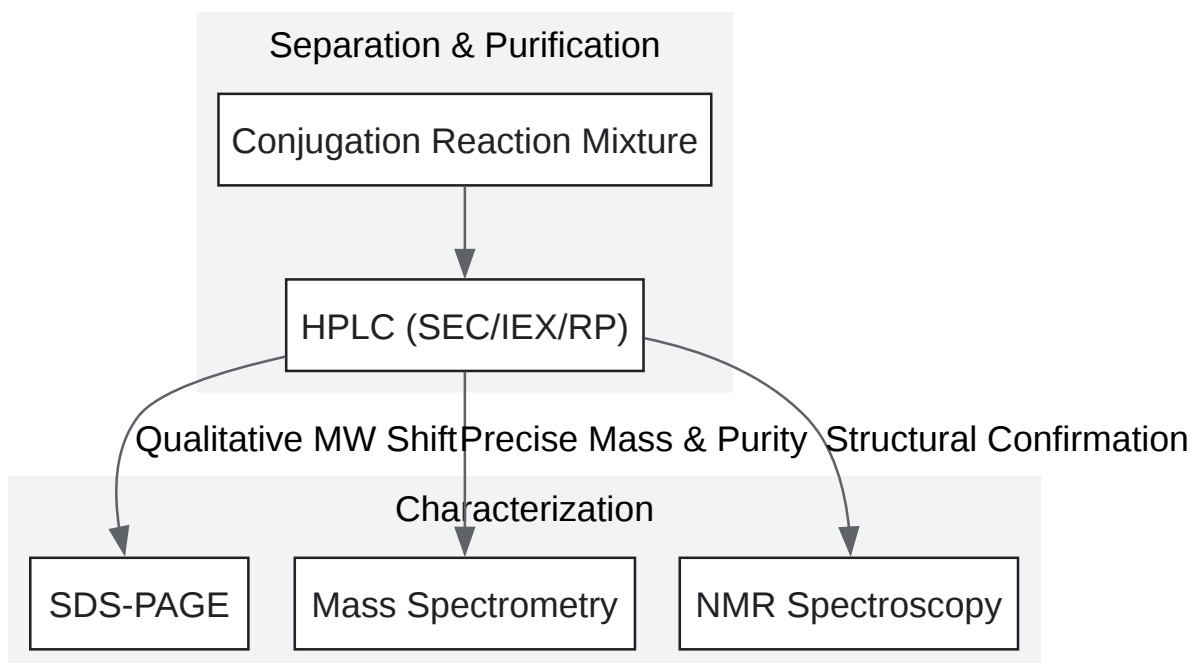 Separation & Purification
Conjugation Reaction Mixture
HPLC (SEC/IEX/RP)
Qualitative MW Shift
Precise Mass & Purity
Structural Confirmation
Characterization
SDS-PAGE
Mass Spectrometry
NMR Spectroscopy